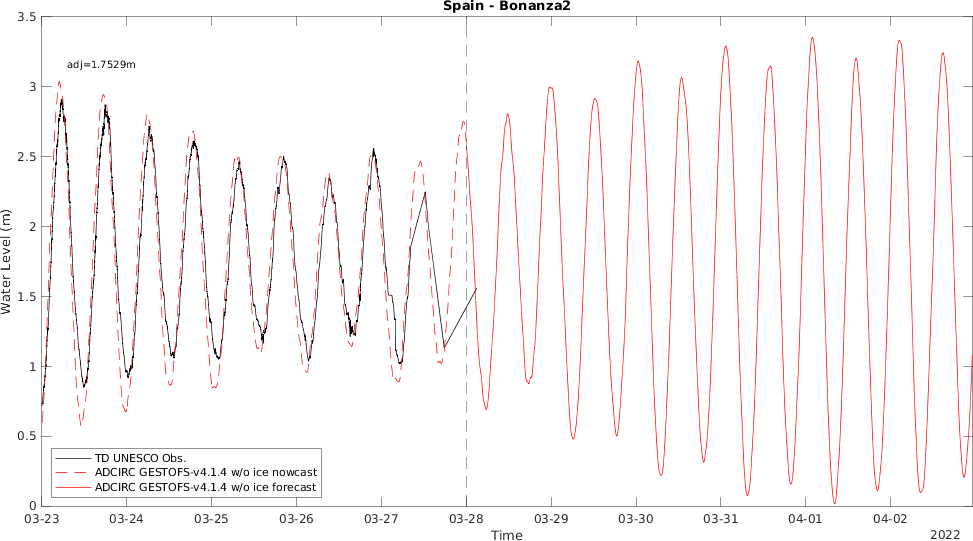 Spain - Bonanza2
adj=1.7529m
Water Level (m)
3.5
3
2.5
2
1.5
1
0.5
0
TD UNESCO Obs.
ADCIRC GESTOFS-v4.1.4 w/o ice nowcast
ADCIRC GESTOFS-v4.1.4 w/o ice forecast
03-23 03-24 03-25 03-26 03-27 03-28 03-29 03-30 03-31 04-01 04-02
Time
2022